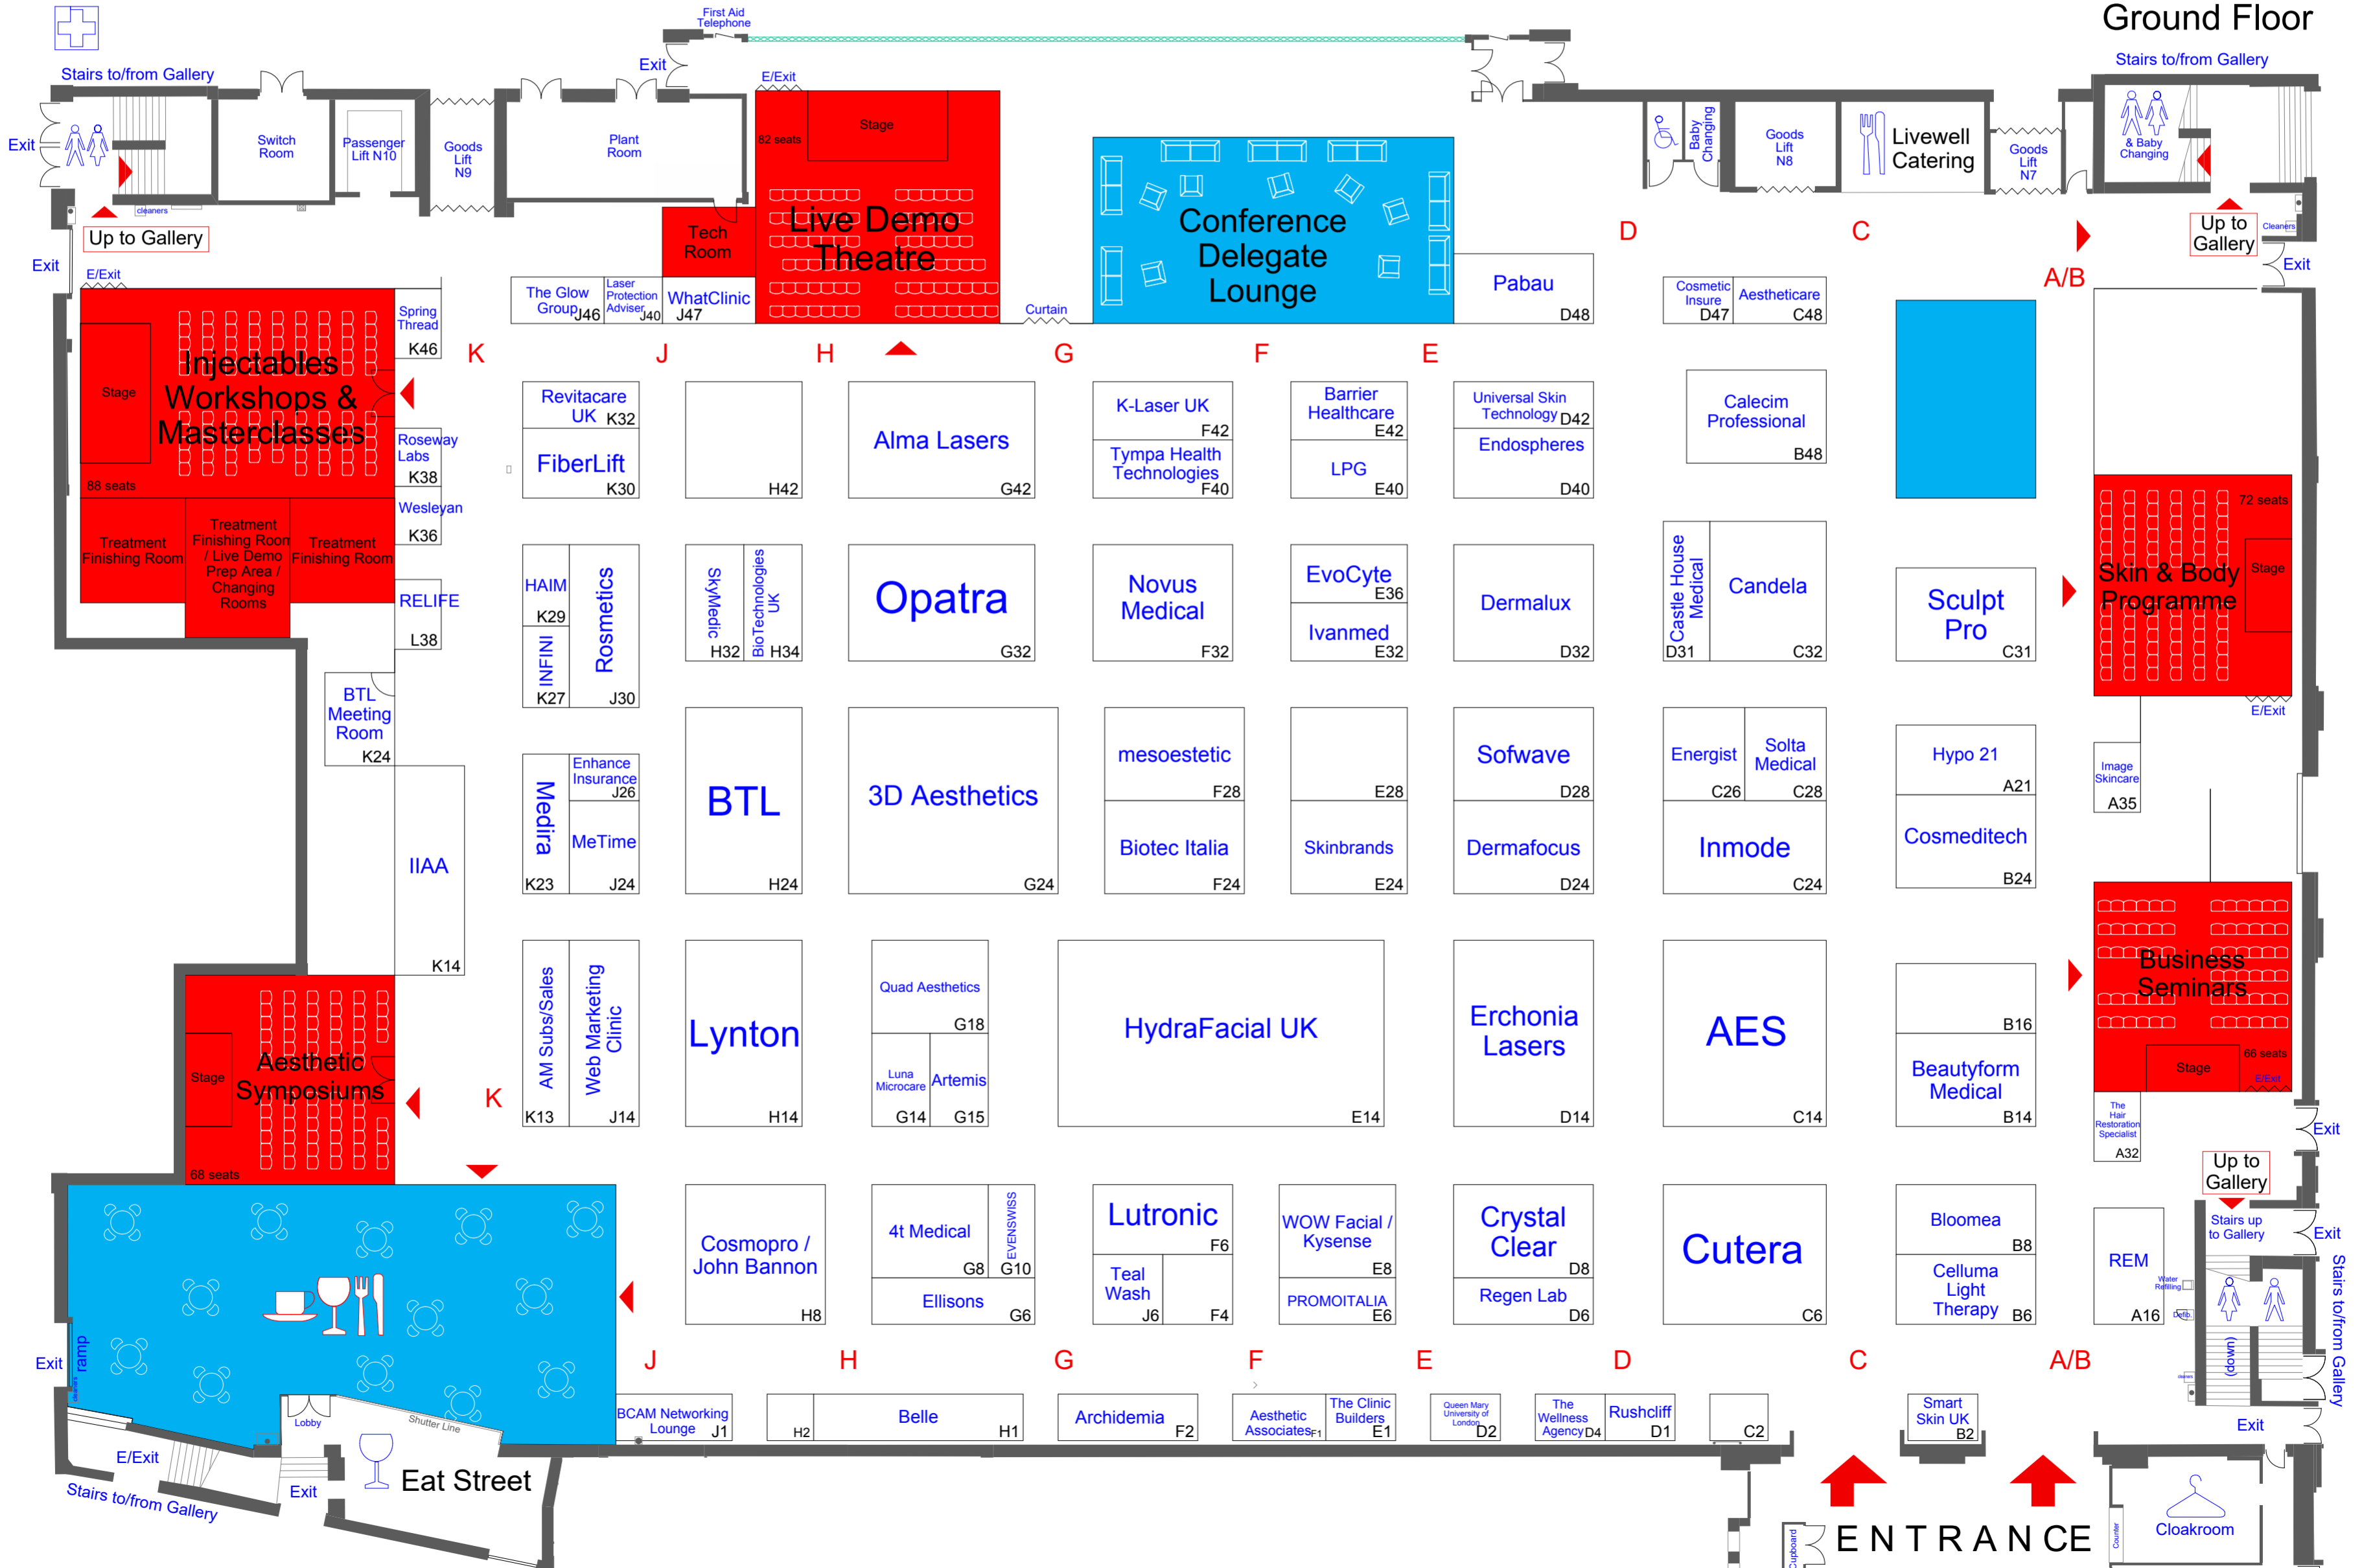 Ground Floor
First Aid
Telephone
Stairs to/from Gallery
Stairs to/from Gallery
Exit
E/Exit
Exit
Switch
Room
Passenger
Lift N10
Goods
Lift
N9
Plant
Room
82 seats
Stage
Baby
Changing
Goods
Lift
N8
Livewell
Catering
Goods
Lift
N7
& Baby
Changing
cleaners
Up to Gallery
Tech
Room
Live Demo
Theatre
Conference
Delegate
Lounge
D
C
A/B
Up to
Gallery
Cleaners
Exit
Exit
E/Exit
The Glow
Group
J46
Laser
Protection
Adviser
J40
WhatClinic
J47
Curtain
Pabau
D48
Cosmetic
Insure
D47
Aestheticare
C48
Spring
Thread
K46
K
J
H
G
F
E
Stage
Injectables
Workshops &
Masterclasses
88 seats
Roseway
Labs
K38
Wesleyan
K36
Revitacare
UK
K32
FiberLift
K30
H42
Alma Lasers
G42
K-Laser UK
F42
Tympa Health
Technologies
F40
Barrier
Healthcare
E42
LPG
E40
Universal Skin
Technology
D42
Endospheres
D40
Calecim
Professional
B48
72 seats
Stage
Skin & Body
Programme
E/Exit
Treatment
Finishing Room
Treatment
Finishing Roon
/ Live Demo
Prep Area /
Changing
Rooms
Treatment
Finishing Room
RELIFE
L38
HAIM
K29
INFINI
K27
Rosmetics
J30
SkyMedic
H32
BioTechnologies
UK
H34
Opatra
G32
Novus
Medical
F32
EvoCyte
E36
Ivanmed
E32
Dermalux
D32
Castle House
Medical
D31
Candela
C32
Sculpt
Pro
C31
BTL
Meeting
Room
K24
IIAA
K14
Medira
K23
Enhance
Insurance
J26
MeTime
J24
BTL
H24
3D Aesthetics
G24
mesoestetic
F28
Biotec Italia
F24
E28
Skinbrands
E24
Sofwave
D28
Dermafocus
D24
Energist
C26
Solta
Medical
C28
Inmode
C24
Hypo 21
A21
Cosmeditech
B24
Image
Skincare
A35
Stage
Aesthetic
Symposiums
68 seats
K
AM Subs/Sales
K13
Web Marketing
Clinic
J14
Lynton
H14
Quad Aesthetics
G18
Luna
Microcare
G14
Artemis
G15
HydraFacial UK
E14
Erchonia
Lasers
D14
AES
C14
B16
Beautyform
Medical
B14
Business
Seminars
66 seats
Stage
E/Exit
The
Hair
Restoration
Specialist
A32
Exit
Up to
Gallery
Stairs up
to Gallery
Exit
Cosmopro /
John Bannon
H8
4t Medical
G8
EVENSWISS
G10
Ellisons
G6
Lutronic
F6
Teal
Wash
J6
F4
WOW Facial /
Kysense
E8
PROMOITALIA
E6
Crystal
Clear
D8
Regen Lab
D6
Cutera
C6
Bloomea
B8
Celluma
Light
Therapy
B6
REM
A16
Water
Refilling
Defib.
(down)
cleaners
Stairs to/from Gallery
Exit
Exit
ramp
cleaners
J
H
G
F
E
D
C
A/B
Lobby
Shutter Line
BCAM Networking
Lounge
J1
H2
Belle
H1
Archidemia
F2
Aesthetic
Associates
F1
The Clinic
Builders
E1
Queen Mary
University of
London
D2
The
Wellness
Agency
D4
Rushcliff
D1
C2
Smart
Skin UK
B2
E/Exit
Stairs to/from Gallery
Exit
Eat Street
Cupboard
ENTRANCE
Counter
Cloakroom